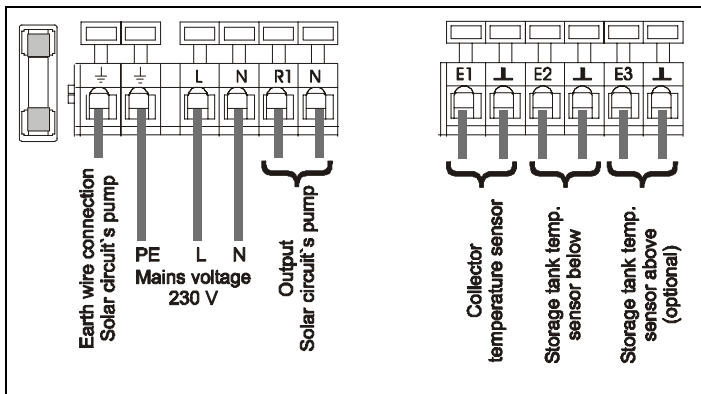 L N R1 N
E1 E2 E3
Earth wire connection
Solar circuit`s pump
PE L N
Mains voltage
230 V
Output
Solar circuit`s pump
Collector
temperature sensor
Storage tank temp.
sensor below
Storage tank temp.
sensor above
(optional)